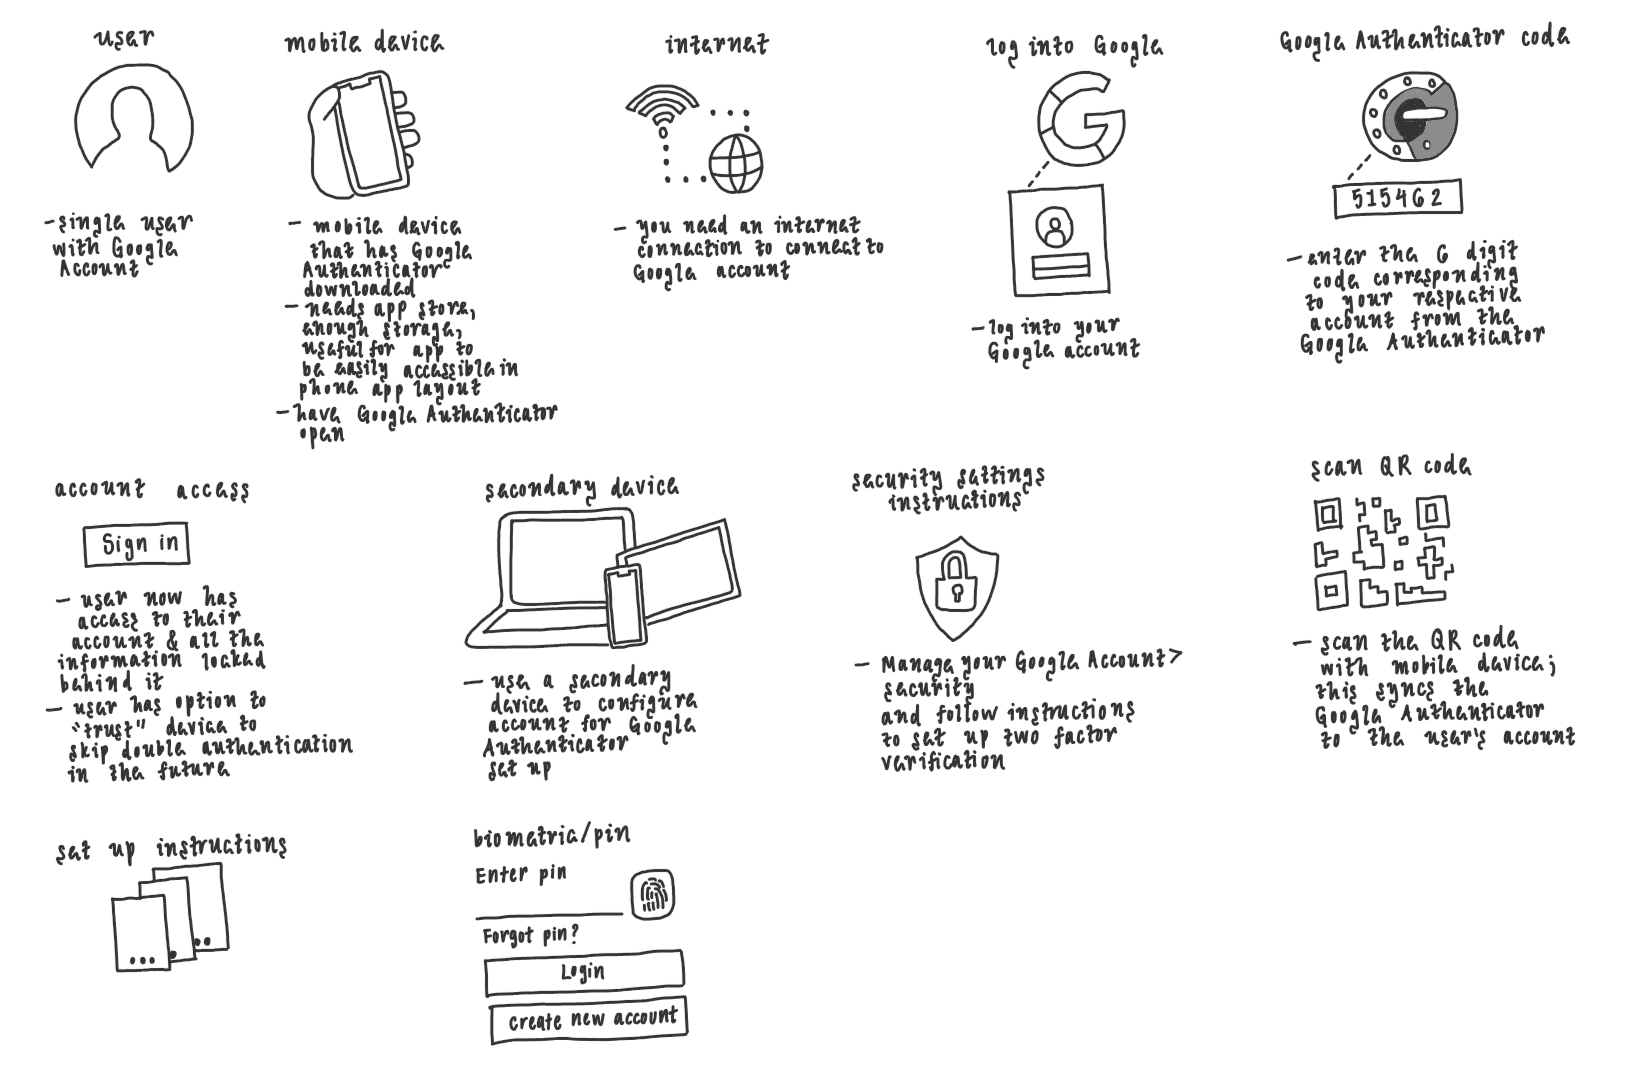 user
- single user
with Google
Account
mobile device
- mobile device
that has Google
Authenticator
downloaded
- needs app store,
enough storage,
useful for app to
be easily accessible in
phone app layout
- have Google Authenticator
open
internet
- you need an internet
connection to connect to
Google account
log into Google
G
- log into your
Google account
Google Authenticator code
515462
- enter the 6 digit
code corresponding
to your respective
account from the
Google Authenticator
account access
Sign in
- user now has
access to their
account & all the
information locked
behind it
- user has option to
"trust" device to
skip double authentication
in the future
secondary device
- use a secondary
device to configure
account for Google
Authenticator
set up
security settings
instructions
- Manage your Google Account >
security
and follow instructions
to set up two factor
verification
scan QR code
- scan the QR code
with mobile device;
this syncs the
Google Authenticator
to the user's account
set up instructions
biometric/pin
Enter pin
Forgot pin?
Login
create new account